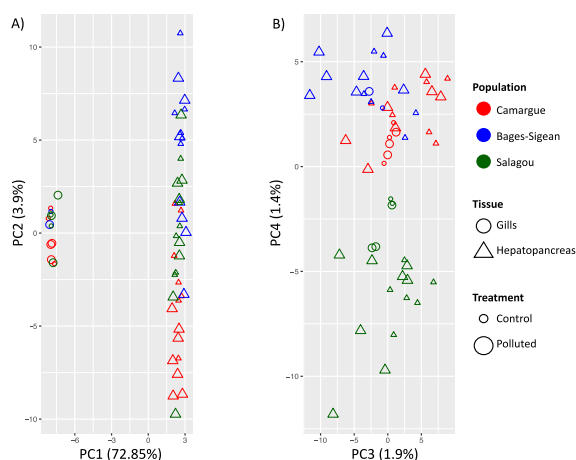 A)
B)
10
5
0
−5
−10
PC2 (3.9%)
−6
−3
0
3
PC1 (72.85%)
5
0
−5
−10
PC4 (1.4%)
−10
−5
0
5
PC3 (1.9%)
Population
Camargue
Bages-Sigean
Salagou
Tissue
Gills
Hepatopancreas
Treatment
Control
Polluted